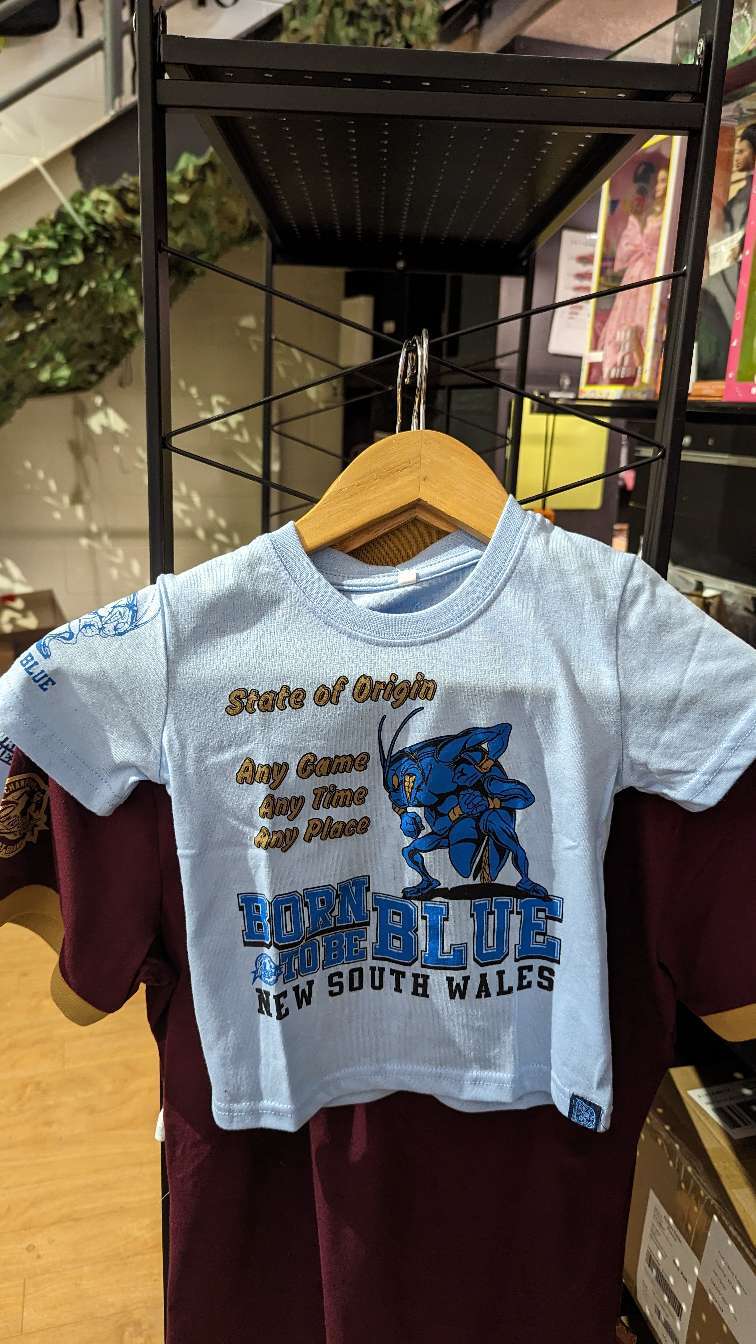 State of Origin
Any Game
Any Time
Any Place
BORN
TO BE
BLUE
NEW SOUTH WALES
BLUE